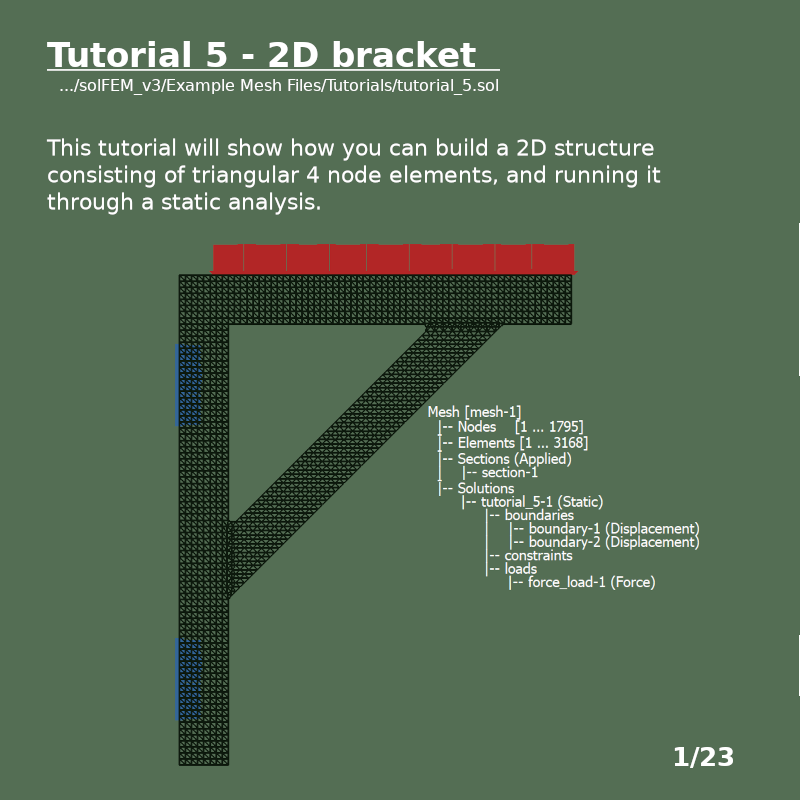 Tutorial 5 - 2D bracket
.../solFEM_v3/Example Mesh Files/Tutorials/tutorial_5.sol
This tutorial will show how you can build a 2D structure
consisting of triangular 4 node elements, and running it
through a static analysis.
Mesh [mesh-1]
|-- Nodes [1 ... 1795]
|-- Elements [1 ... 3168]
|-- Sections (Applied)
| |-- section-1
|-- Solutions
|-- tutorial_5-1 (Static)
|-- boundaries
| |-- boundary-1 (Displacement)
| |-- boundary-2 (Displacement)
|-- constraints
|-- loads
|-- force_load-1 (Force)
1/23